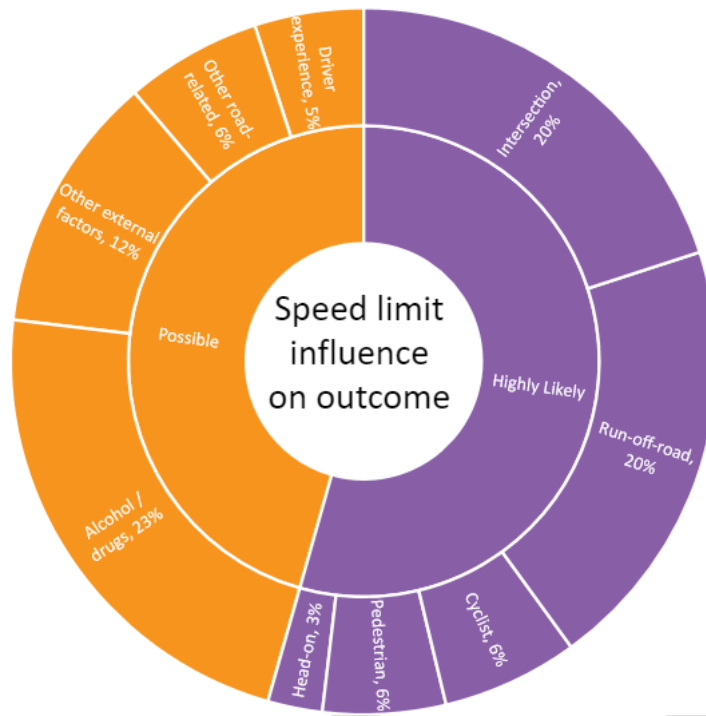 Speed limit
influence
on outcome
Highly Likely
Intersection,
20%
Run-off-road,
20%
Cyclist, 6%
Pedestrian, 6%
Head-on, 3%
Possible
Alcohol /
drugs, 23%
Other external
factors, 12%
Other road-
related, 6%
Driver
experience, 5%